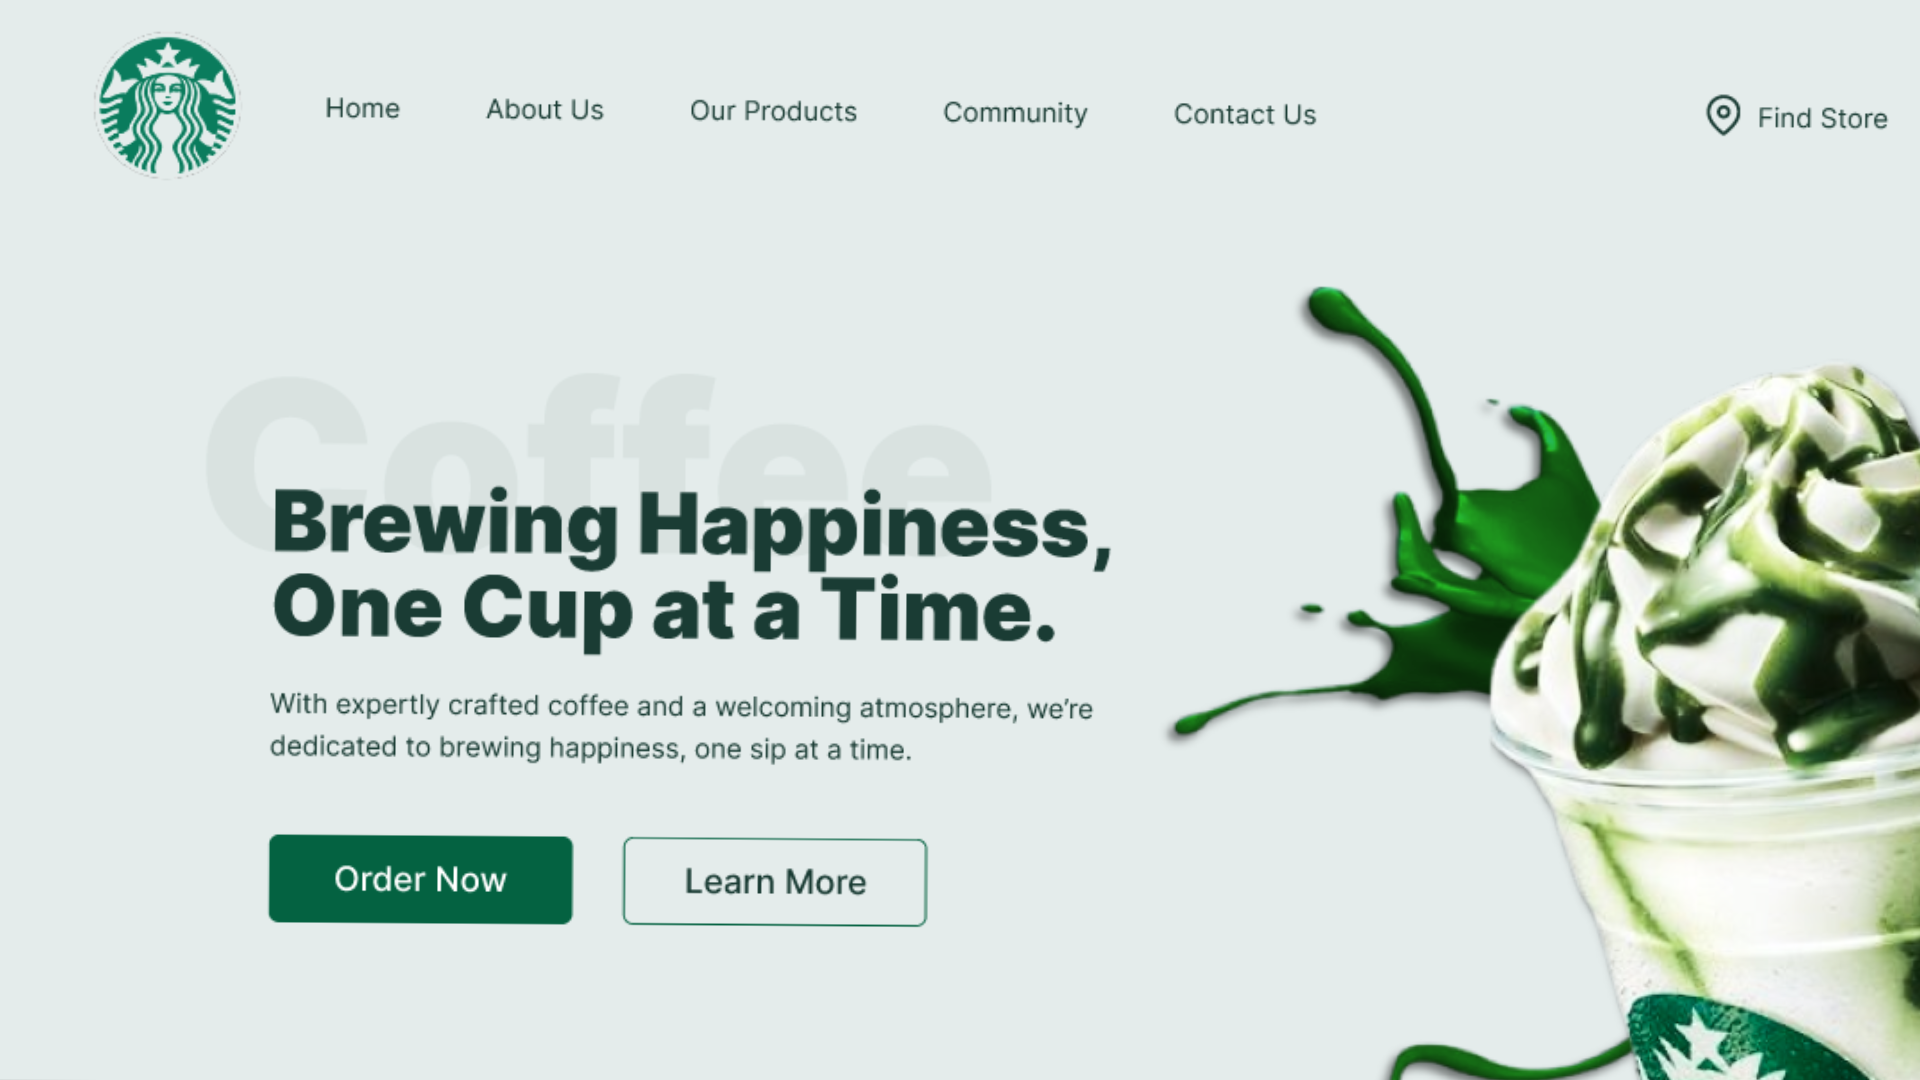 Home
About Us
Our Products
Community
Contact Us
Find Store
Coffee
Brewing Happiness,
One Cup at a Time.
With expertly crafted coffee and a welcoming atmosphere, we’re
dedicated to brewing happiness, one sip at a time.
Order Now
Learn More